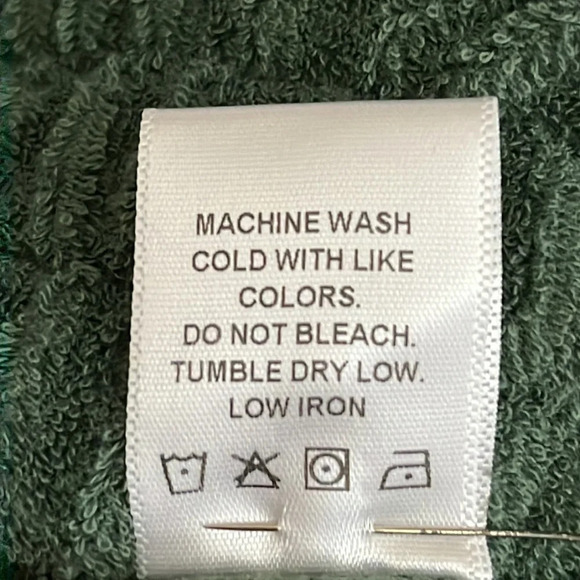 MACHINE WASH
COLD WITH LIKE
COLORS.
DO NOT BLEACH.
TUMBLE DRY LOW.
LOW IRON